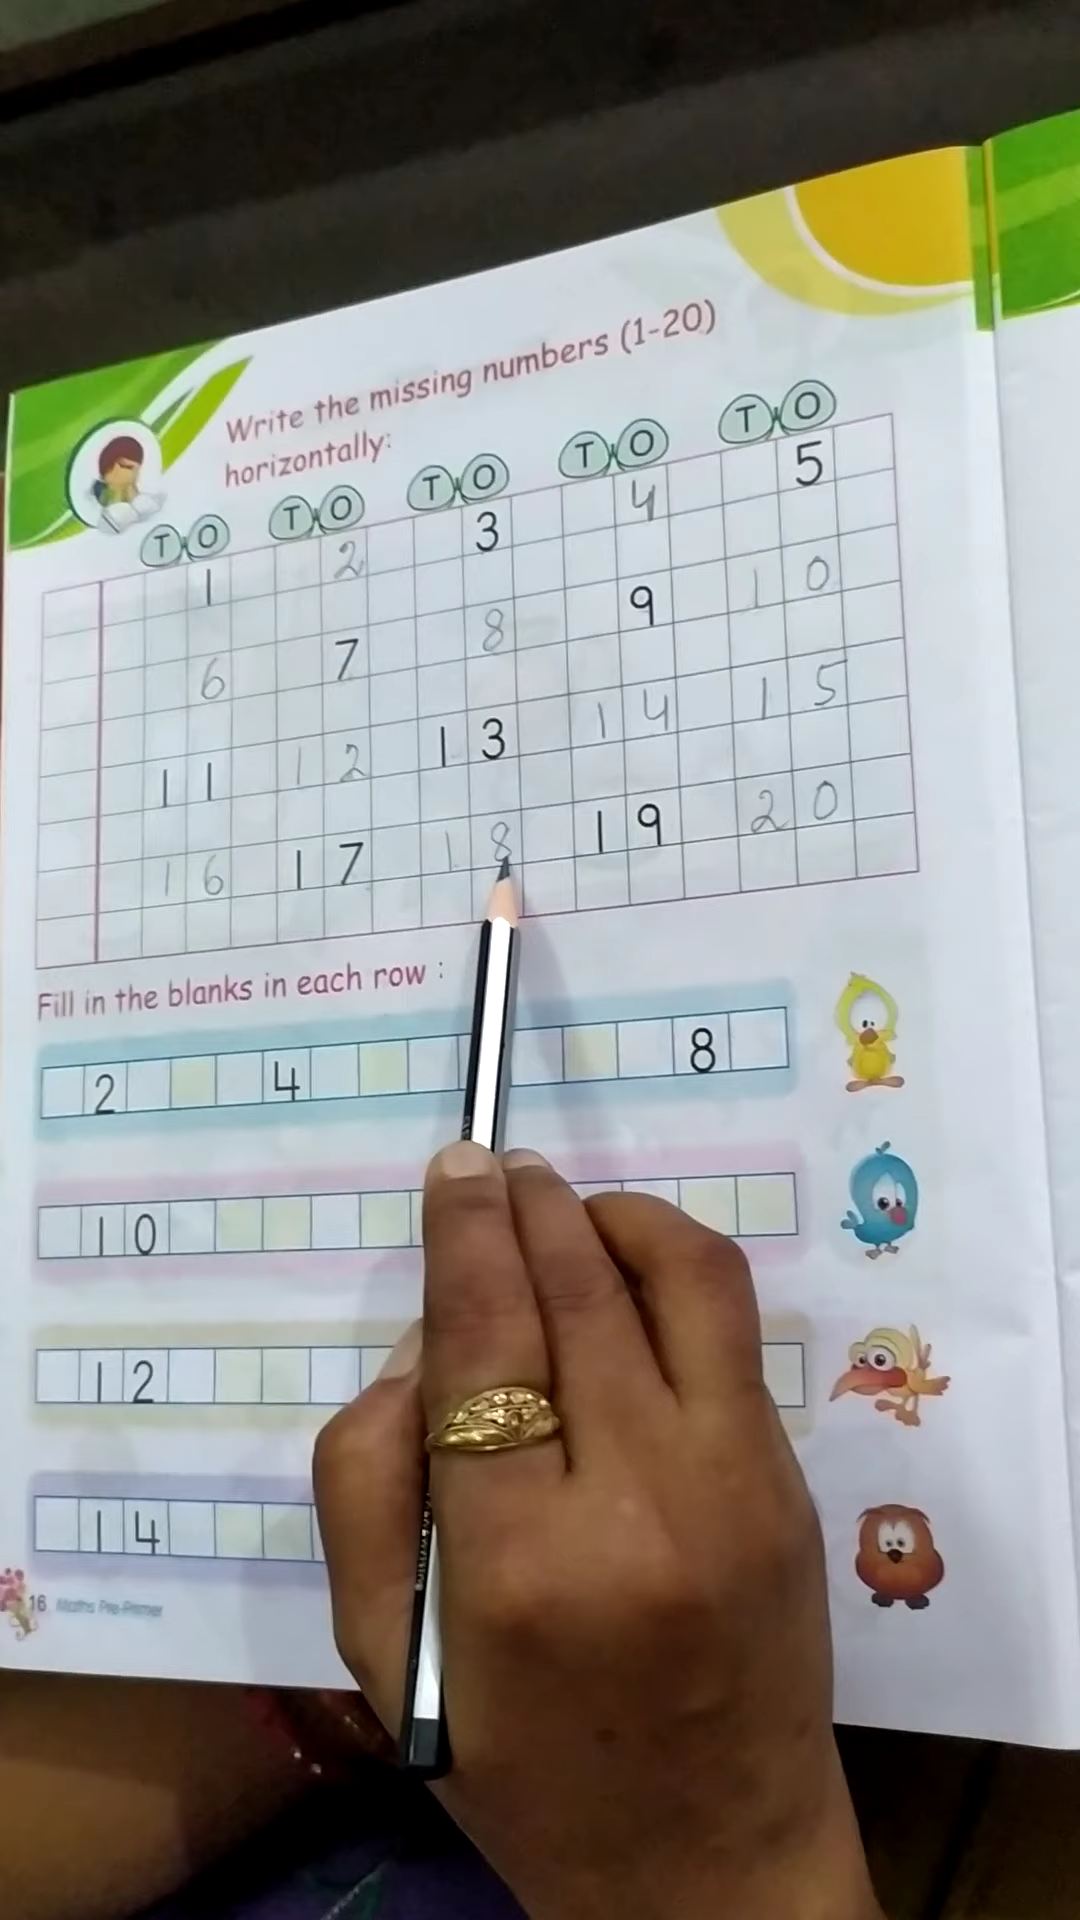 Write the missing numbers (1-20)
horizontally:
T O T O T O T O T O
1 2 3 4 5
6 7 8 9 10
11 12 13 14 15
16 17 18 19 20
Fill in the blanks in each row :
2 4 8
10
12
14
16 Maths Pre-Primer